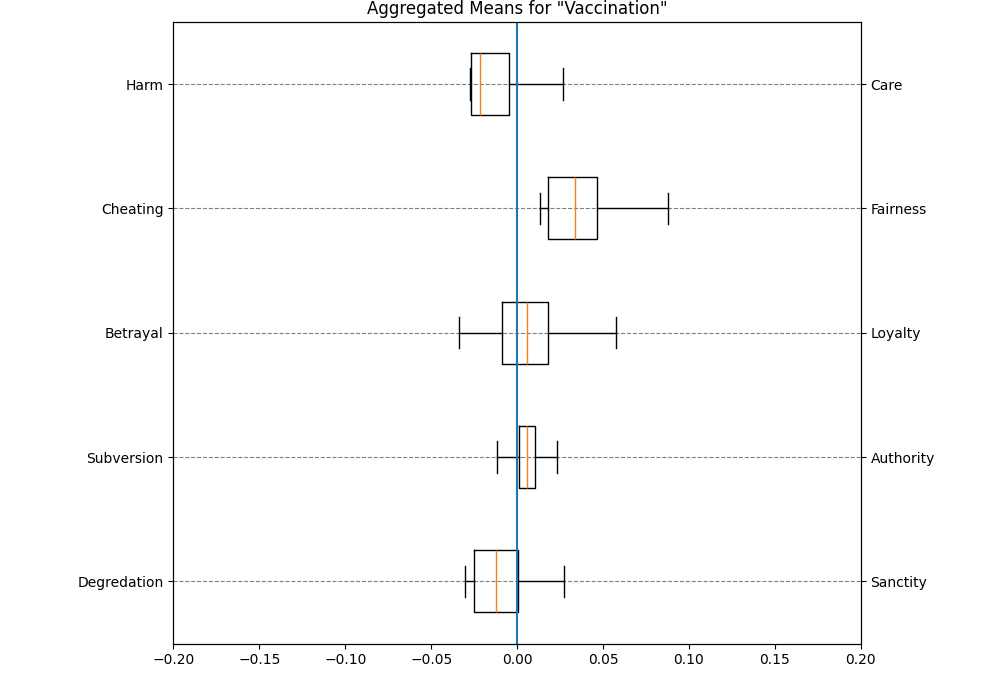 Aggregated Means for "Vaccination"
Harm
Care
Cheating
Fairness
Betrayal
Loyalty
Subversion
Authority
Degredation
Sanctity
−0.20 −0.15 −0.10 −0.05 0.00 0.05 0.10 0.15 0.20